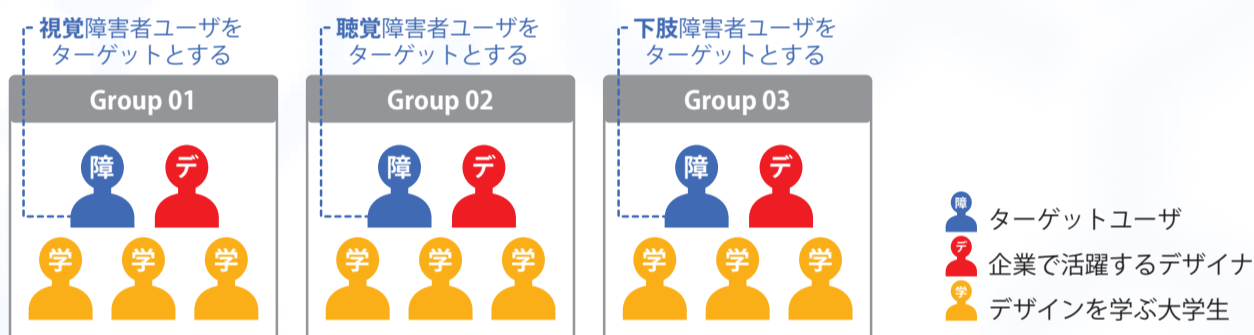 視覚障害者ユーザを
ターゲットとする
聴覚障害者ユーザを
ターゲットとする
下肢障害者ユーザを
ターゲットとする
Group 01
Group 02
Group 03
障 デ
障 デ
障 デ
学 学 学
学 学 学
学 学 学
障 ターゲットユーザ
デ 企業で活躍するデザイナ
学 デザインを学ぶ大学生